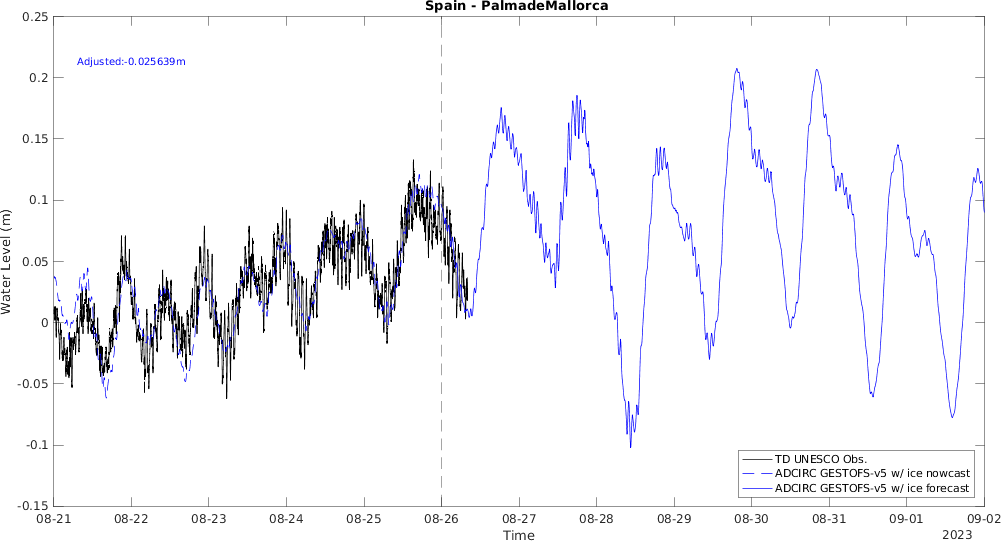 Spain - PalmadeMallorca
0.25
0.2
0.15
0.1
0.05
0
-0.05
-0.1
-0.15
Water Level (m)
Adjusted:-0.025639m
TD UNESCO Obs.
ADCIRC GESTOFS-v5 w/ ice nowcast
ADCIRC GESTOFS-v5 w/ ice forecast
08-21 08-22 08-23 08-24 08-25 08-26 08-27 08-28 08-29 08-30 08-31 09-01 09-02
Time
2023